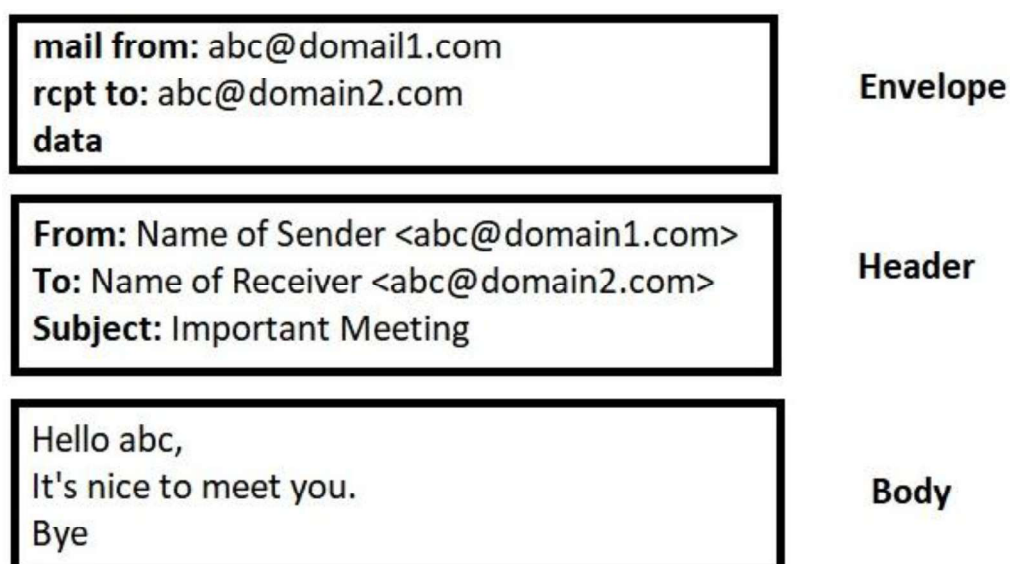 mail from: abc@domail1.com
rcpt to: abc@domain2.com
data
Envelope
From: Name of Sender <abc@domain1.com>
To: Name of Receiver <abc@domain2.com>
Subject: Important Meeting
Header
Hello abc,
It's nice to meet you.
Bye
Body